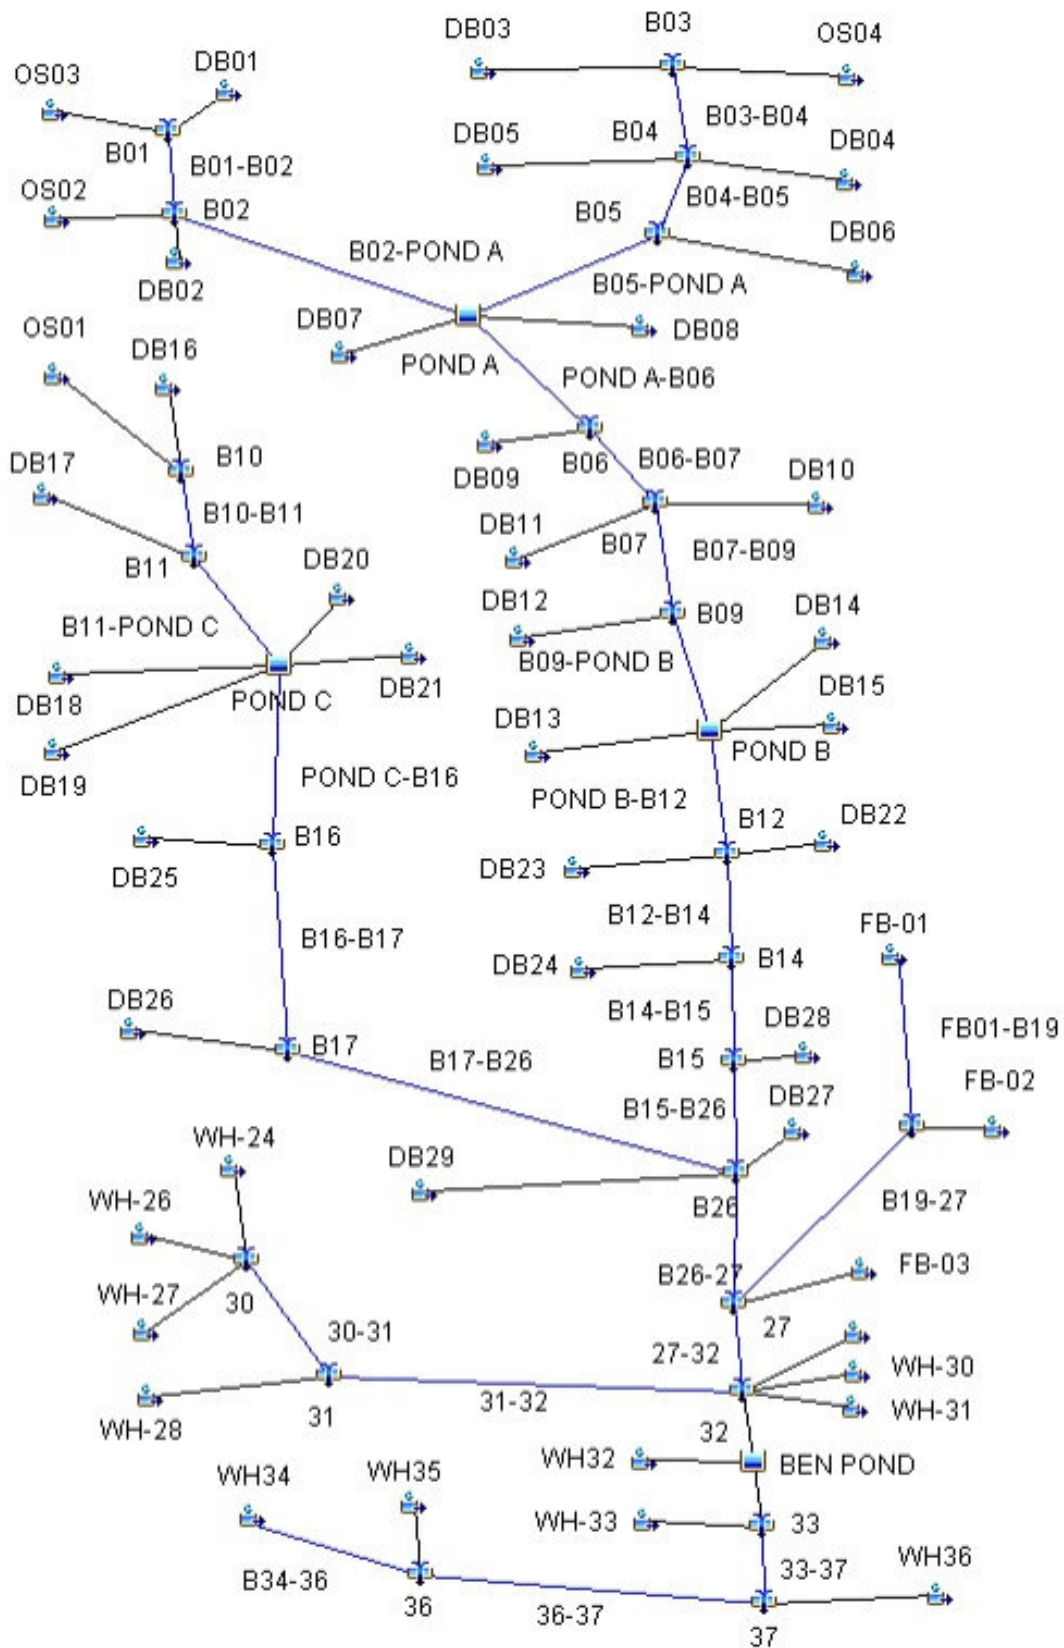 B03
DB03
OS04
DB01
OS03
B03-B04
B04
DB05
DB04
B01
B01-B02
B04-B05
OS02
B02
B05
DB06
B02-POND A
DB02
B05-POND A
DB07
DB08
OS01
DB16
POND A
POND A-B06
B10
B06
B06-B07
DB17
DB09
DB10
B10-B11
DB11
B07
B07-B09
B11
DB20
DB12
B09
DB14
B11-POND C
B09-POND B
DB21
DB15
DB18
POND C
DB13
POND B
DB19
POND C-B16
POND B-B12
B16
B12
DB22
DB25
DB23
B12-B14
FB-01
B16-B17
DB24
B14
DB26
B14-B15
DB28
FB01-B19
B17
B17-B26
B15
FB-02
B15-B26
DB27
WH-24
DB29
WH-26
B26
B19-27
FB-03
B26-27
WH-27
30
30-31
27
27-32
WH-30
31-32
WH-31
WH-28
31
32
WH32
BEN POND
WH34
WH35
WH-33
33
33-37
WH36
B34-36
36
36-37
37